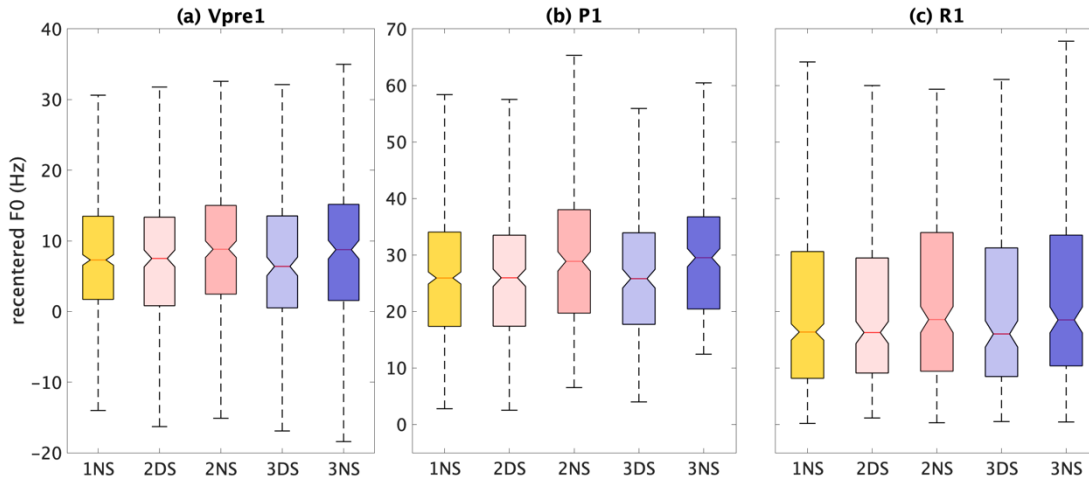 (a) Vpre1
(b) P1
(c) R1
recentered F0 (Hz)
40
30
20
10
0
−10
−20
1NS 2DS 2NS 3DS 3NS
70
60
50
40
30
20
10
0
1NS 2DS 2NS 3DS 3NS
1NS 2DS 2NS 3DS 3NS